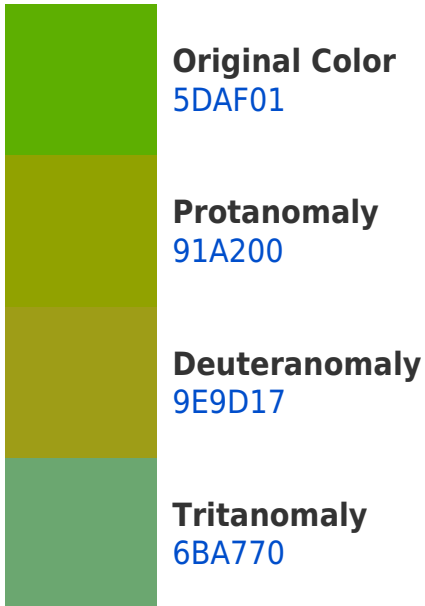 Original Color
5DAF01
Protanomaly
91A200
Deuteranomaly
9E9D17
Tritanomaly
6BA770